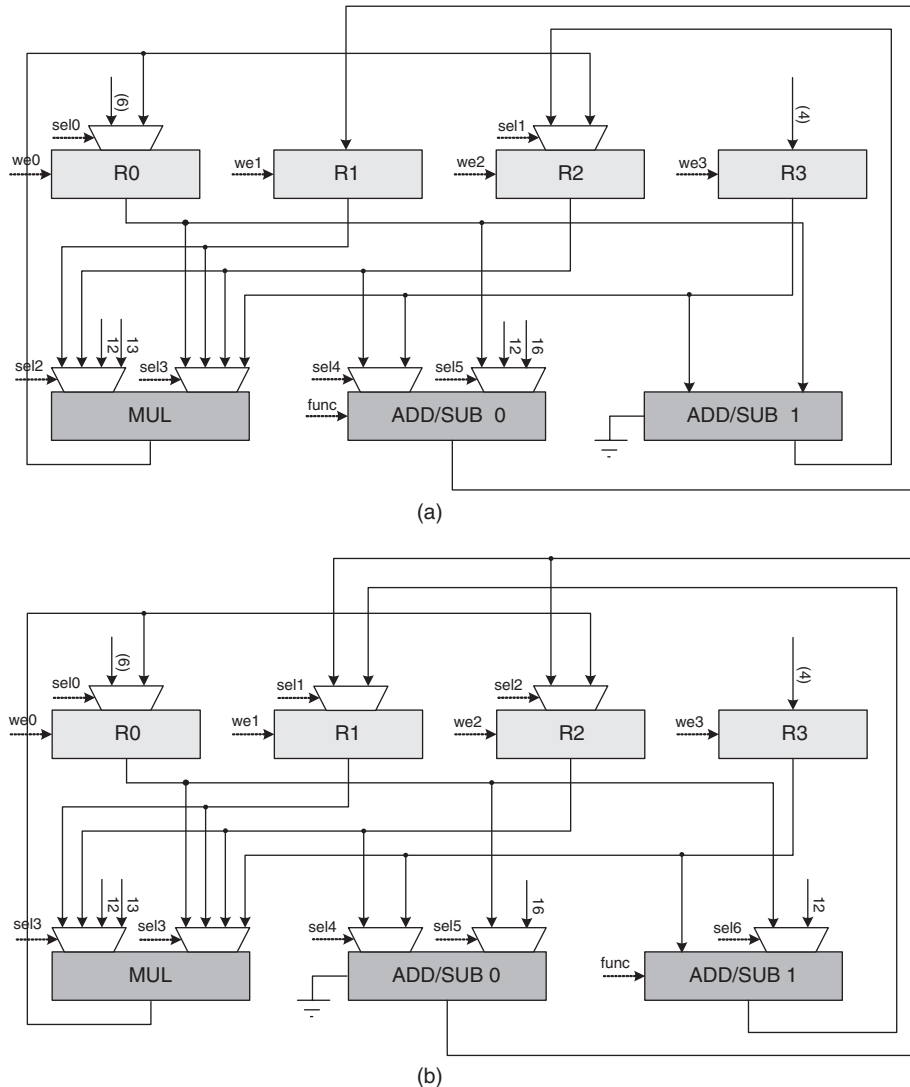 (6)
(4)
sel0
sel1
we0
R0
we1
R1
we2
R2
we3
R3
12
13
12
16
sel2
sel3
sel4
sel5
func
MUL
ADD/SUB 0
ADD/SUB 1
(a)
(6)
(4)
sel0
sel1
sel2
we0
R0
we1
R1
we2
R2
we3
R3
12
13
16
12
sel3
sel3
sel4
sel5
sel6
func
MUL
ADD/SUB 0
ADD/SUB 1
(b)